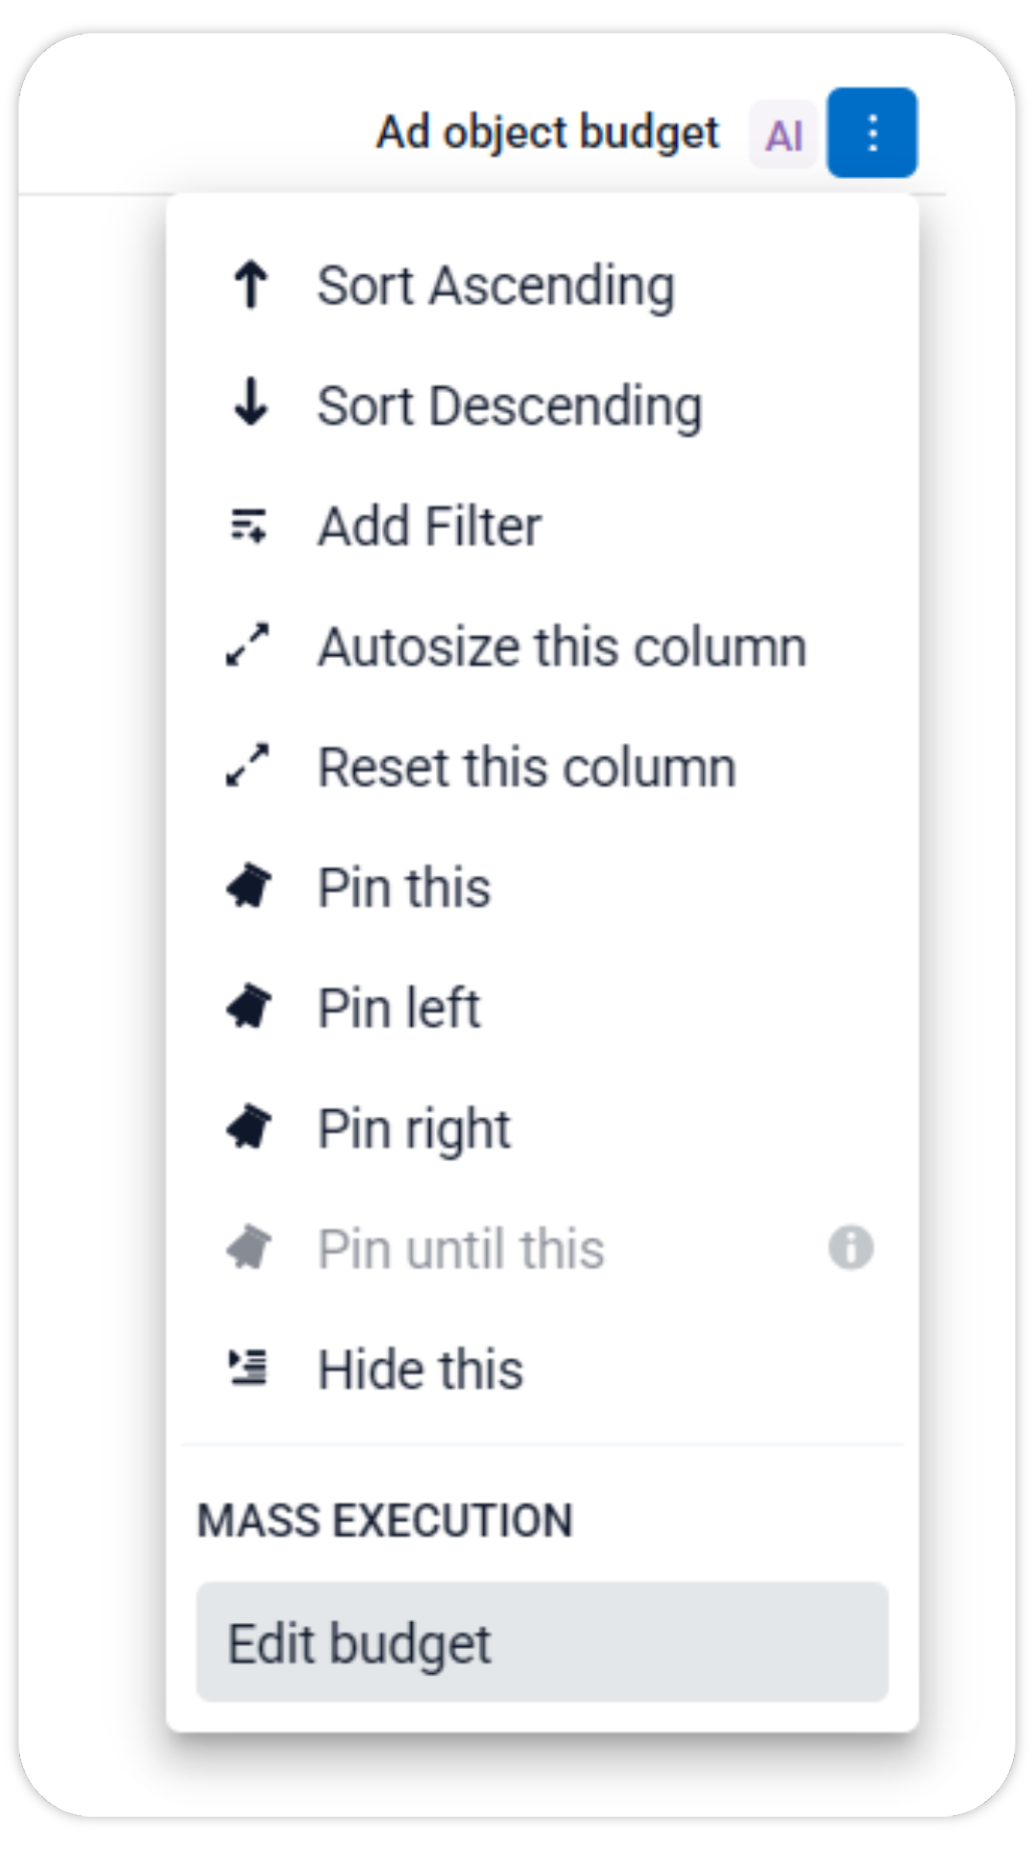 Ad object budget AI
Sort Ascending
Sort Descending
Add Filter
Autosize this column
Reset this column
Pin this
Pin left
Pin right
Pin until this
Hide this
MASS EXECUTION
Edit budget